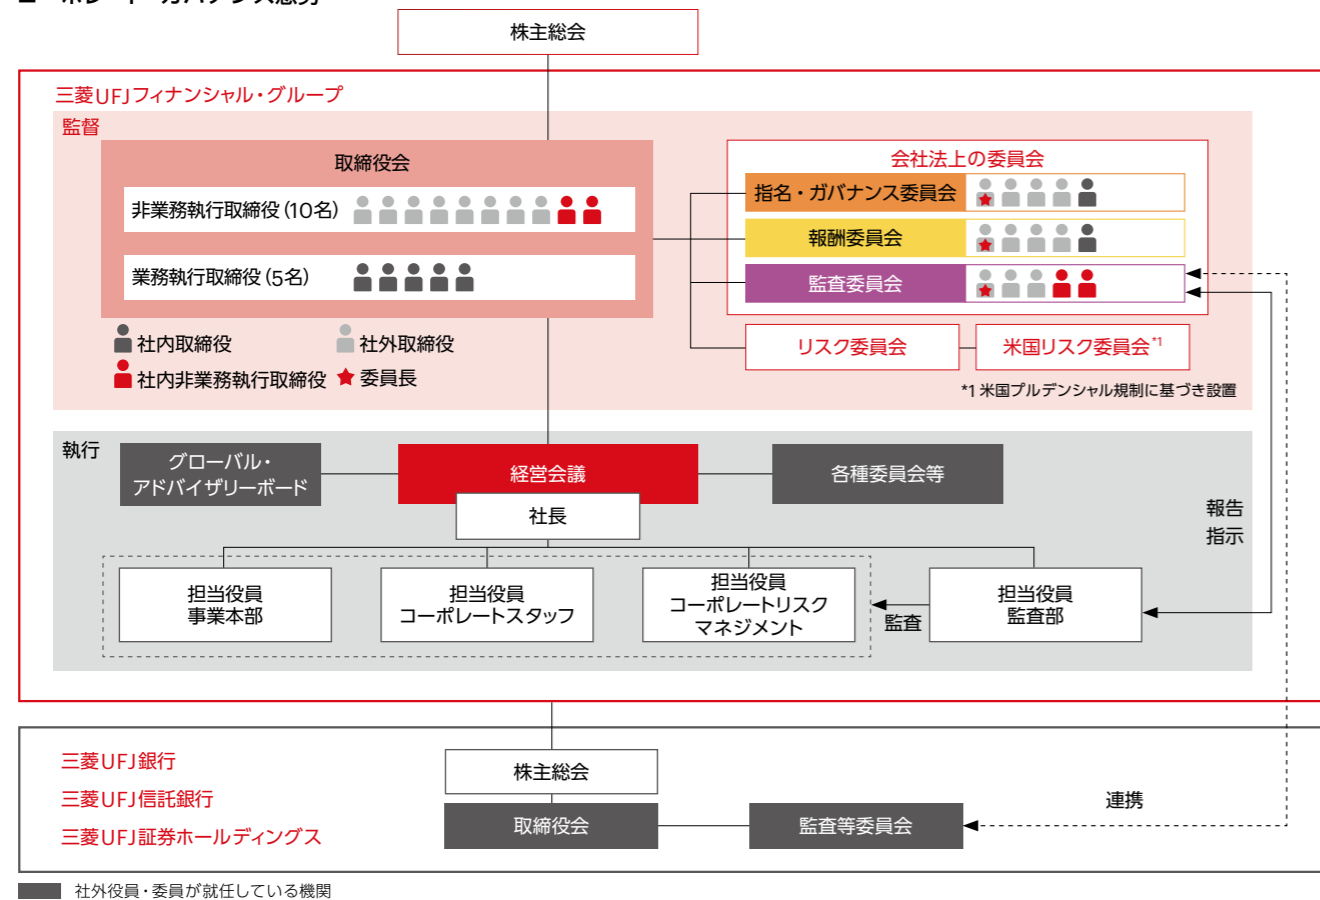 株主総会
三菱UFJフィナンシャル・グループ
監督
取締役会
非業務執行取締役(10名)
業務執行取締役(5名)
社内取締役
社外取締役
社内非業務執行取締役
委員長
会社法上の委員会
指名・ガバナンス委員会
報酬委員会
監査委員会
リスク委員会
米国リスク委員会*1
*1 米国プルデンシャル規制に基づき設置
執行
グローバル・
アドバイザリーボード
経営会議
各種委員会等
社長
報告
指示
担当役員
事業本部
担当役員
コーポレートスタッフ
担当役員
コーポレートリスク
マネジメント
監査
担当役員
監査部
三菱UFJ銀行
三菱UFJ信託銀行
三菱UFJ証券ホールディングス
株主総会
取締役会
監査等委員会
連携
社外役員・委員が就任している機関